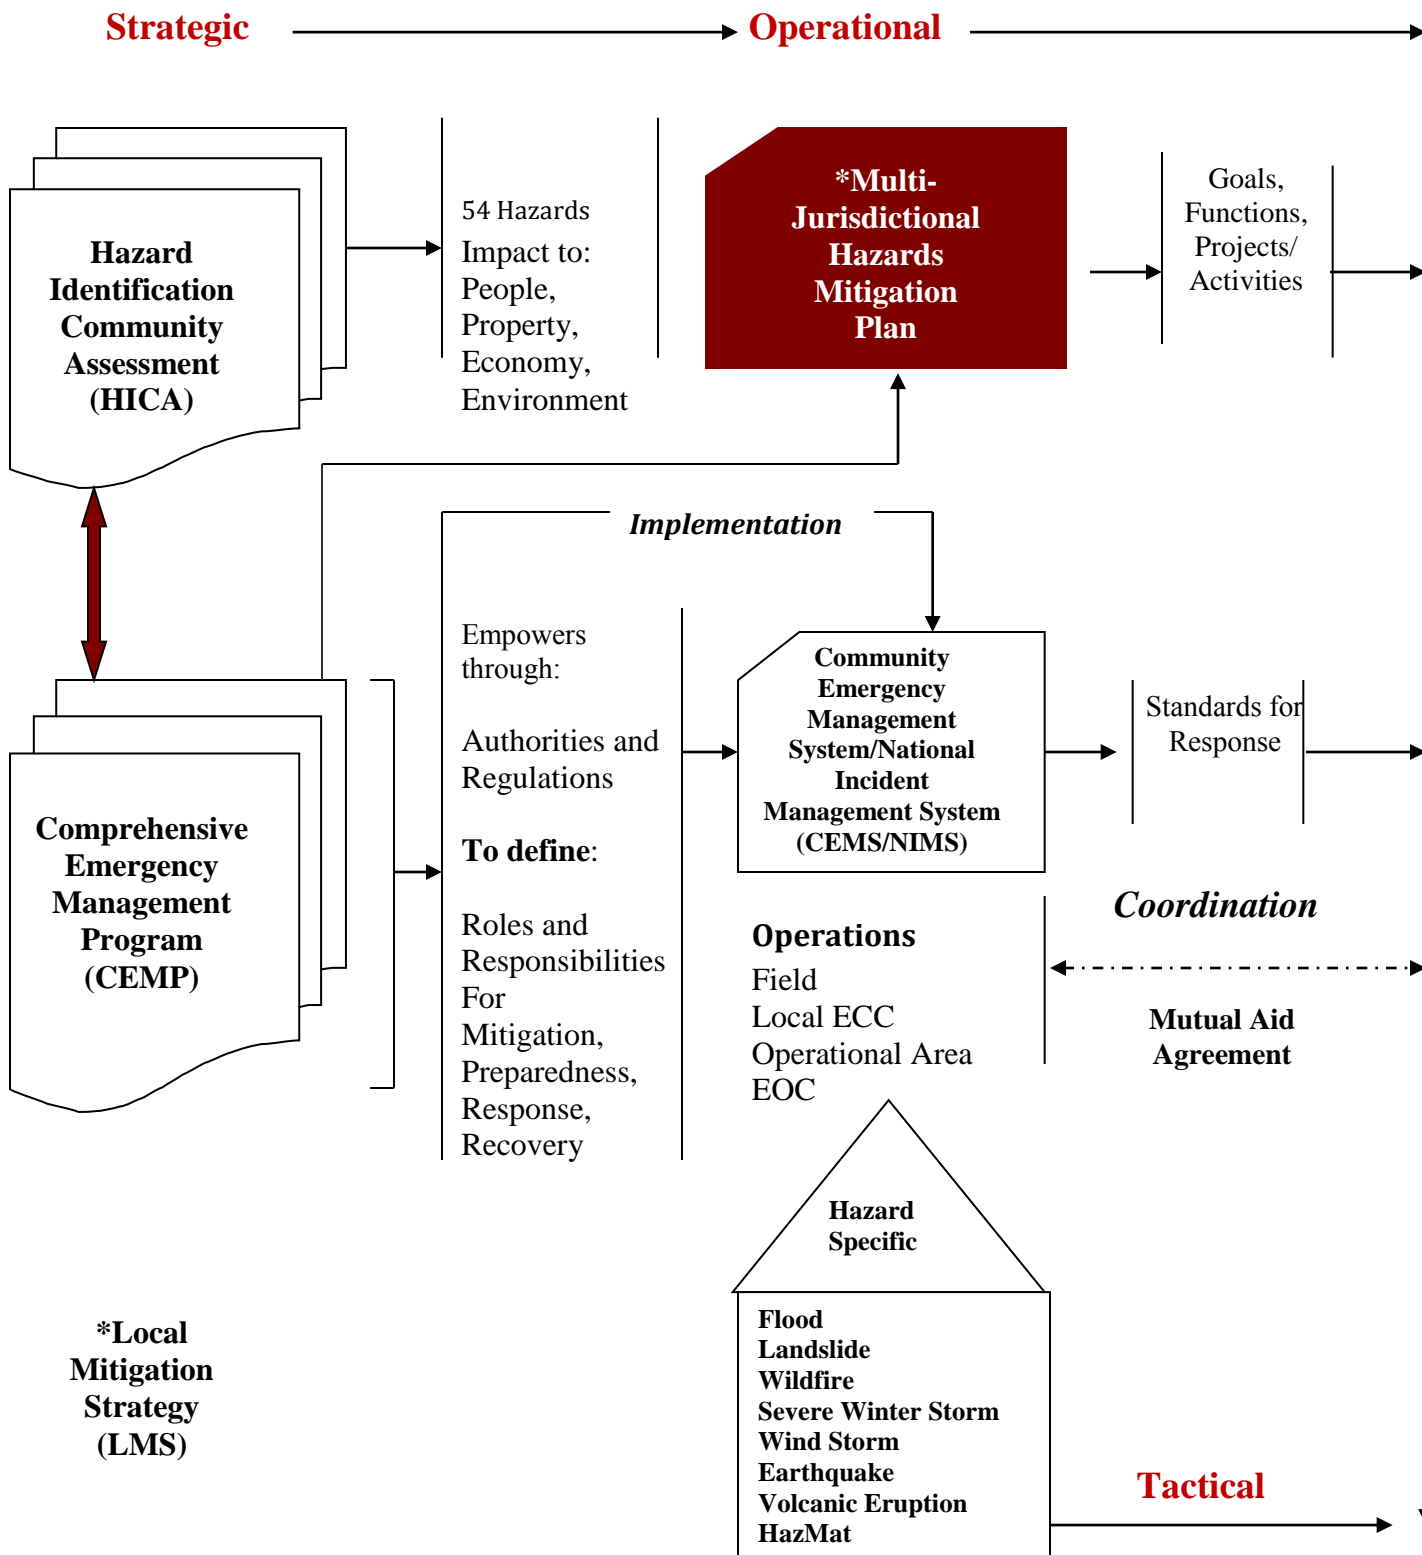 Strategic
Operational
Hazard
Identification
Community
Assessment
(HICA)
54 Hazards
Impact to:
People,
Property,
Economy,
Environment
*Multi-
Jurisdictional
Hazards
Mitigation
Plan
Goals,
Functions,
Projects/
Activities
Implementation
Comprehensive
Emergency
Management
Program
(CEMP)
Empowers
through:
Authorities and
Regulations
To define:
Roles and
Responsibilities
For
Mitigation,
Preparedness,
Response,
Recovery
Community
Emergency
Management
System/National
Incident
Management System
(CEMS/NIMS)
Standards for
Response
Operations
Field
Local ECC
Operational Area
EOC
Coordination
Mutual Aid
Agreement
Hazard
Specific
Flood
Landslide
Wildfire
Severe Winter Storm
Wind Storm
Earthquake
Volcanic Eruption
HazMat
*Local
Mitigation
Strategy
(LMS)
Tactical